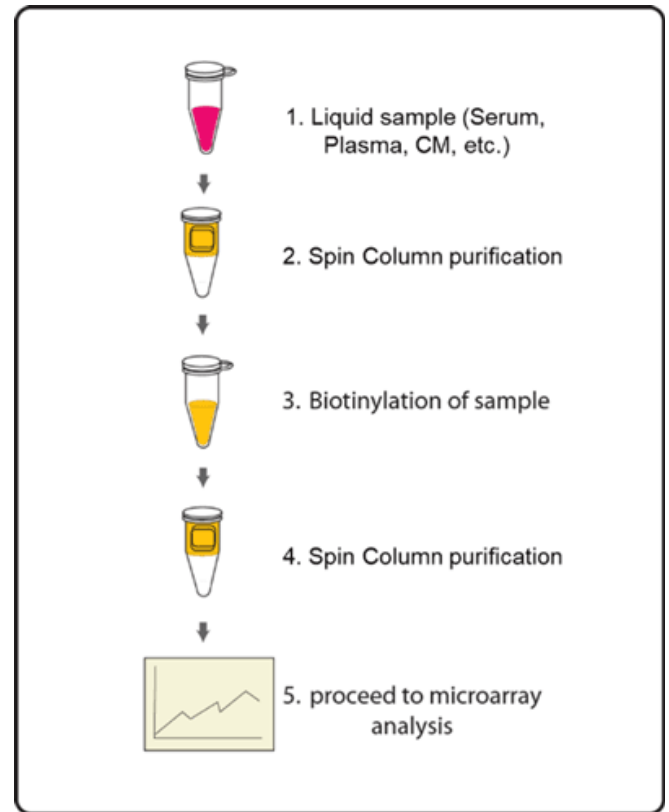 1. Liquid sample (Serum,
Plasma, CM, etc.)
2. Spin Column purification
3. Biotinylation of sample
4. Spin Column purification
5. proceed to microarray
analysis